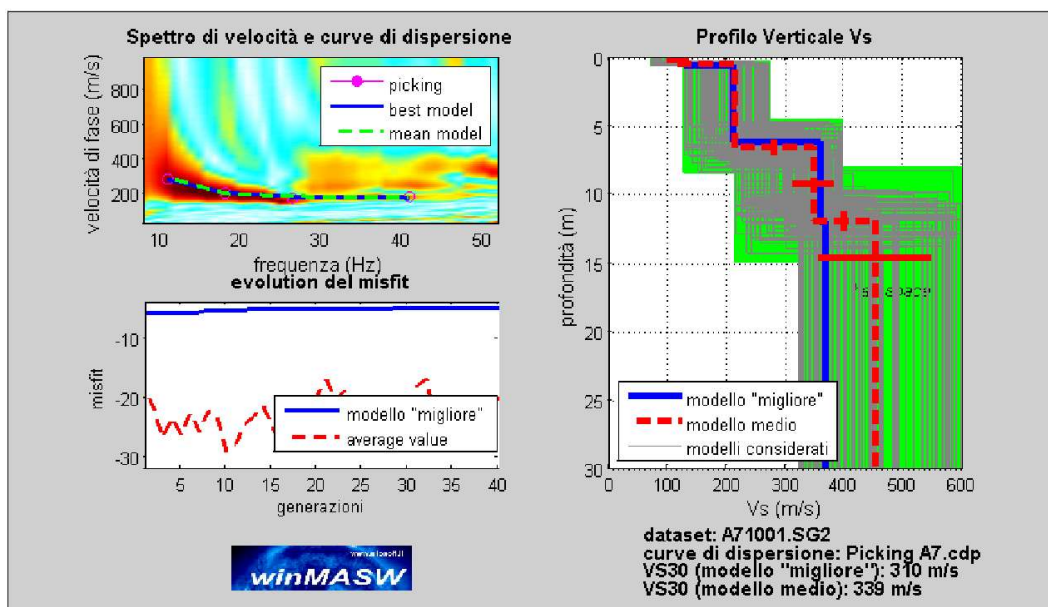 Spettro di velocità e curve di dispersione
velocità di fase (m/s)
800
600
400
200
picking
best model
mean model
10
20
30
40
50
frequenza (Hz)
evolution del misfit
misfit
-10
-20
-30
modello "migliore"
average value
5
10
15
20
25
30
35
40
generazioni
winMASW
Profilo Verticale Vs
profondità (m)
0
5
10
15
20
25
30
space
modello "migliore"
modello medio
modelli considerati
0
100
200
300
400
500
600
Vs (m/s)
dataset: A71001.SG2
curve di dispersione: Picking A7.cdp
VS30 (modello "migliore"): 310 m/s
VS30 (modello medio): 339 m/s